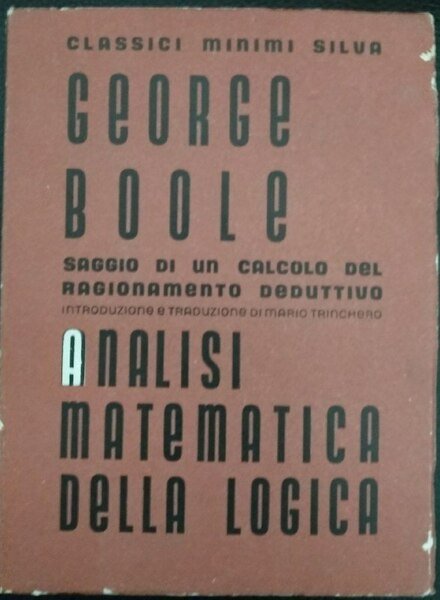 CLASSICI MINIMI SILVA
GEORGE
BOOLE
SAGGIO DI UN CALCOLO DEL
RAGIONAMENTO DEDUTTIVO
INTRODUZIONE E TRADUZIONE DI MARIO TRINCHERO
ANALISI
MATEMATICA
DELLA LOGICA